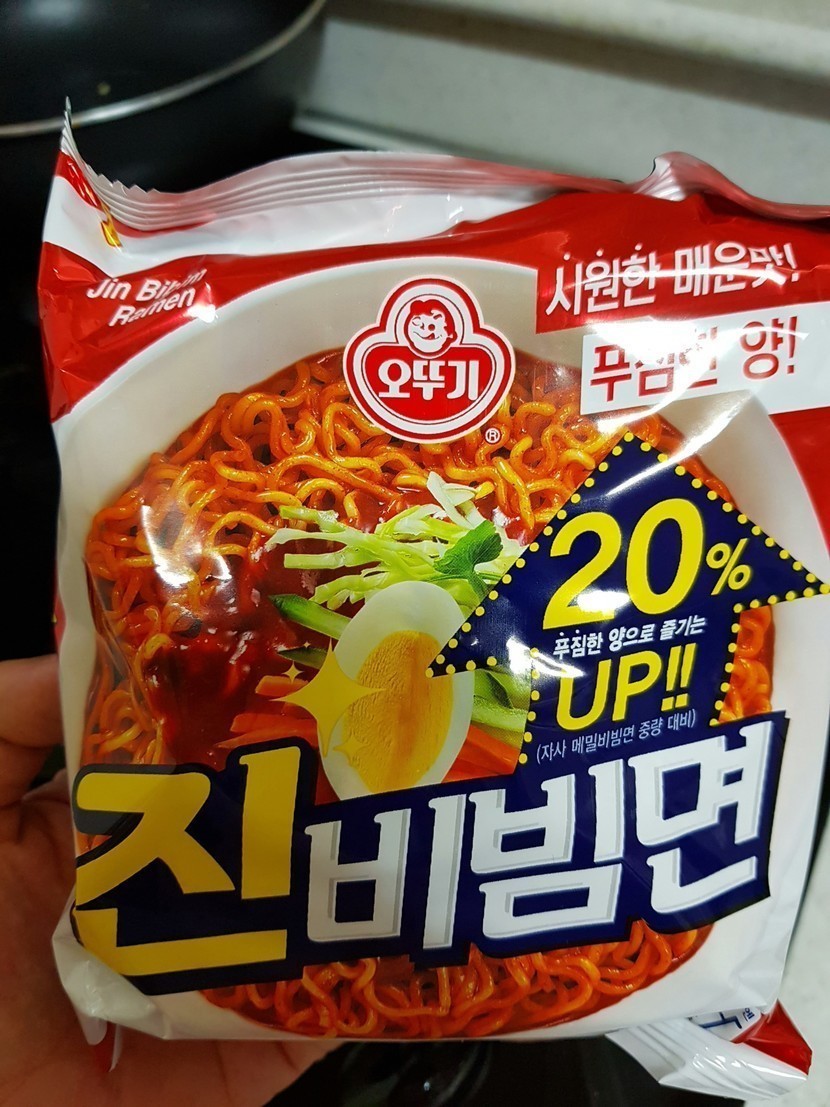 Jin Bibim
Ramen
오뚜기
®
시원한 매운맛!
푸짐한 양!
20%
푸짐한 양으로 즐기는
UP!!
(자사 메밀비빔면 중량 대비)
진비빔면